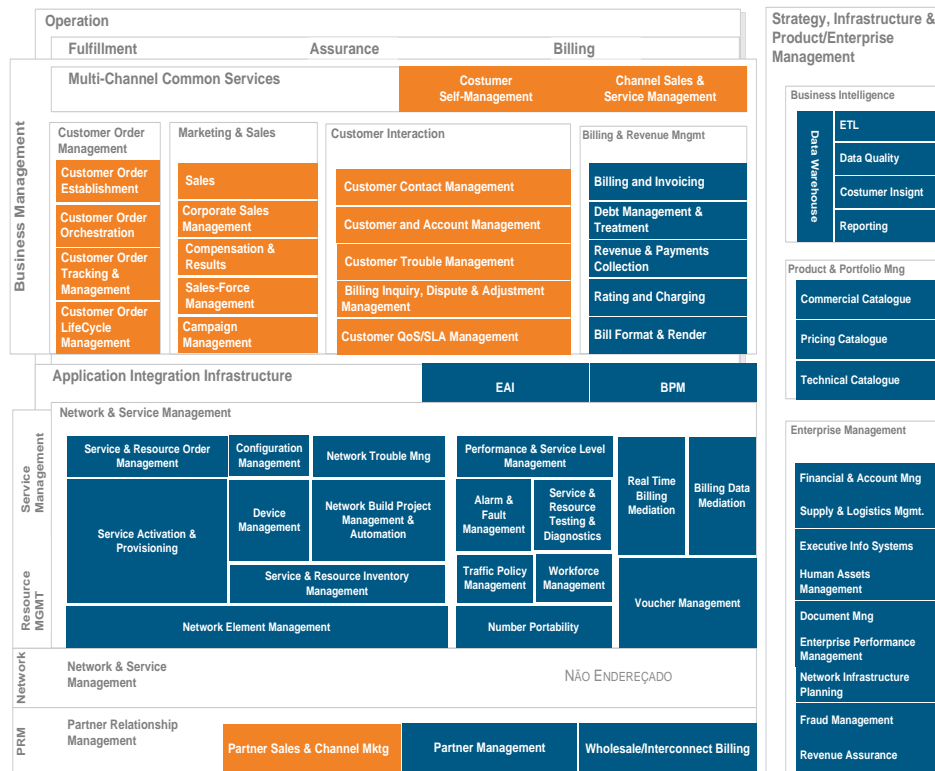 Operation
Fulfillment
Assurance
Billing
Multi-Channel Common Services
Costumer
Self-Management
Channel Sales &
Service Management
Business Management
Customer Order
Management
Customer Order
Establishment
Customer Order
Orchestration
Customer Order
Tracking &
Management
Customer Order
LifeCycle
Management
Marketing & Sales
Sales
Corporate Sales
Management
Compensation &
Results
Sales-Force
Management
Campaign
Management
Customer Interaction
Customer Contact Management
Customer and Account Management
Customer Trouble Management
Billing Inquiry, Dispute & Adjustment
Management
Customer QoS/SLA Management
Billing & Revenue Mngmt
Billing and Invoicing
Debt Management &
Treatment
Revenue & Payments
Collection
Rating and Charging
Bill Format & Render
Application Integration Infrastructure
EAI
BPM
Service
Management
Resource
MGMT
Network & Service Management
Service & Resource Order
Management
Configuration
Management
Network Trouble Mng
Performance & Service Level
Management
Real Time
Billing
Mediation
Billing Data
Mediation
Service Activation &
Provisioning
Device
Management
Network Build Project
Management &
Automation
Alarm &
Fault
Management
Service &
Resource
Testing &
Diagnostics
Service & Resource Inventory
Management
Traffic Policy
Management
Workforce
Management
Voucher Management
Network Element Management
Number Portability
Network
Network & Service
Management
NÃO ENDEREÇADO
PRM
Partner Relationship
Management
Partner Sales & Channel Mktg
Partner Management
Wholesale/Interconnect Billing
Strategy, Infrastructure &
Product/Enterprise
Management
Business Intelligence
Data Warehouse
ETL
Data Quality
Costumer Insignt
Reporting
Product & Portfolio Mng
Commercial Catalogue
Pricing Catalogue
Technical Catalogue
Enterprise Management
Financial & Account Mng
Supply & Logistics Mgmt.
Executive Info Systems
Human Assets
Management
Document Mng
Enterprise Performance
Management
Network Infrastructure
Planning
Fraud Management
Revenue Assurance